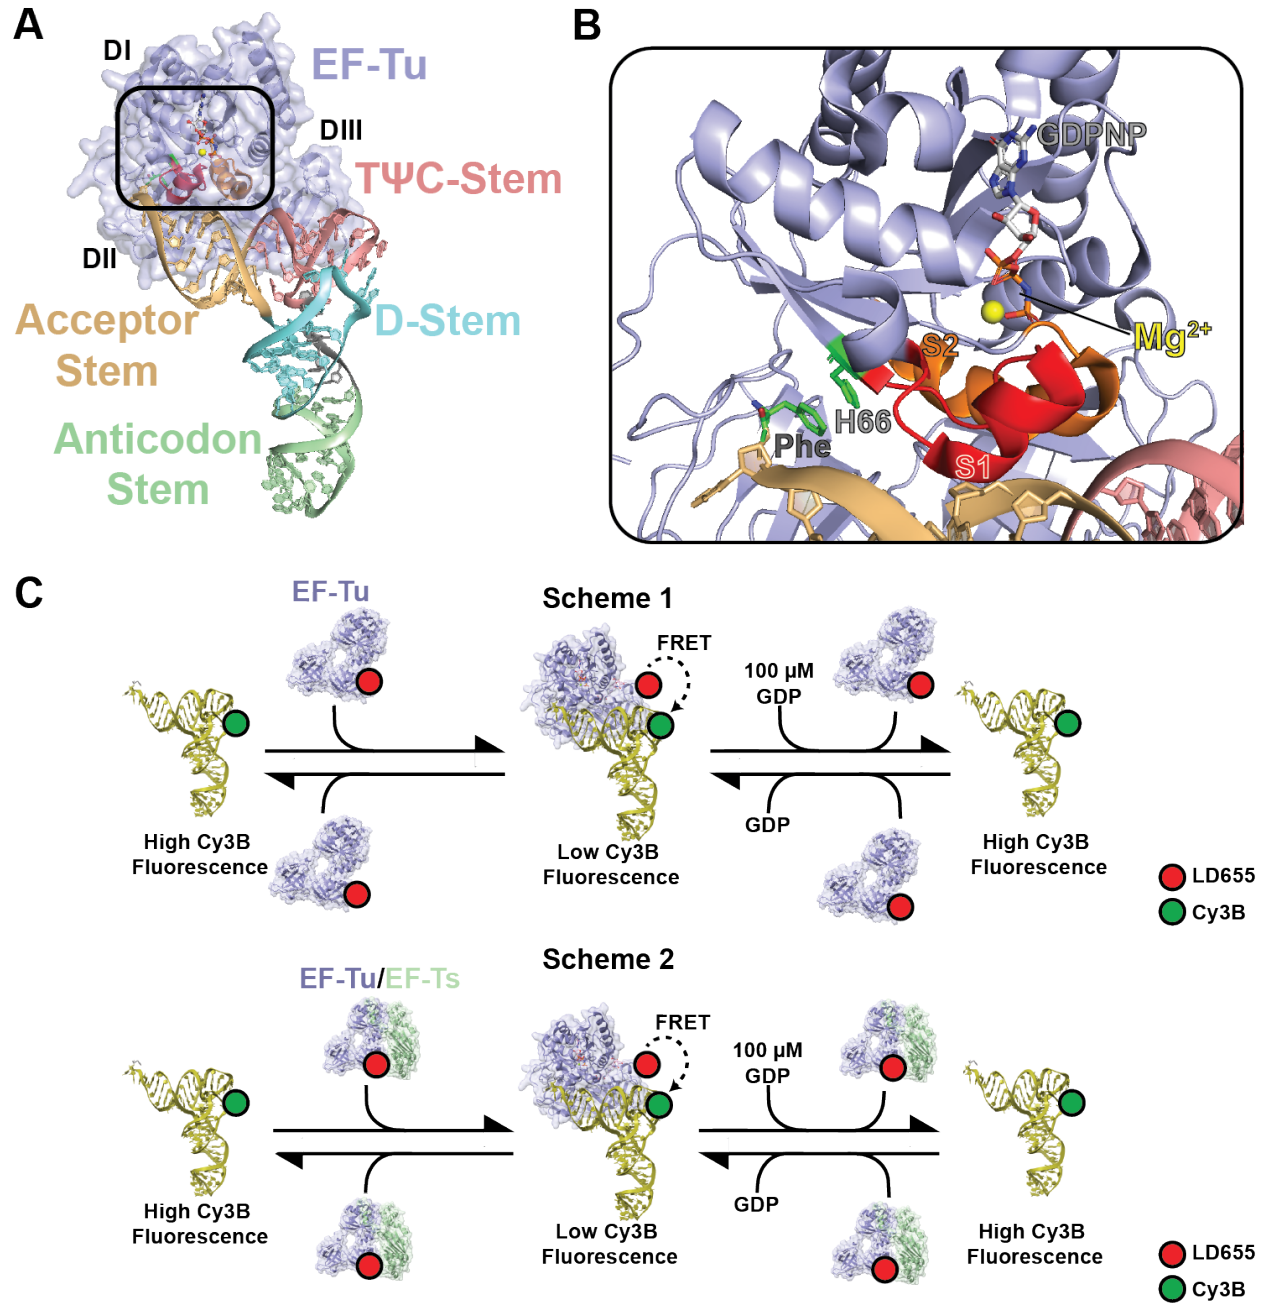 A
DI
EF-Tu
DIII
TΨC-Stem
DII
Acceptor
Stem
D-Stem
Anticodon
Stem
B
GDPNP
Mg²⁺
S2
H66
Phe
S1
C
EF-Tu
Scheme 1
FRET
100 µM
GDP
GDP
High Cy3B
Fluorescence
Low Cy3B
Fluorescence
High Cy3B
Fluorescence
LD655
Cy3B
Scheme 2
EF-Tu/EF-Ts
FRET
100 µM
GDP
GDP
High Cy3B
Fluorescence
Low Cy3B
Fluorescence
High Cy3B
Fluorescence
LD655
Cy3B